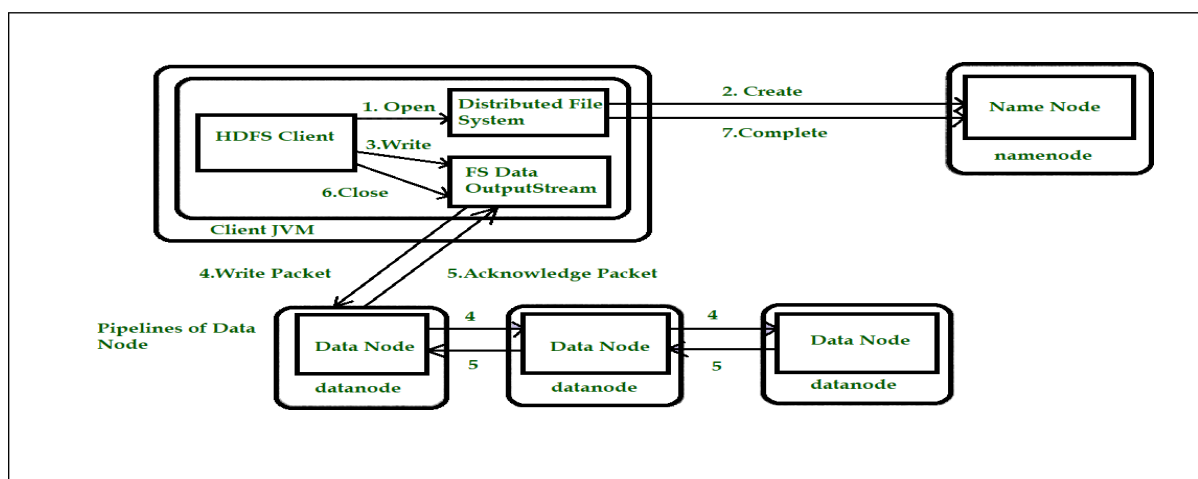 1. Open
Distributed File
System
2. Create
Name Node
7.Complete
namenode
HDFS Client
3.Write
FS Data
OutputStream
6.Close
Client JVM
4.Write Packet
5.Acknowledge Packet
Pipelines of Data
Node
Data Node
4
5
Data Node
4
5
Data Node
datanode
datanode
datanode